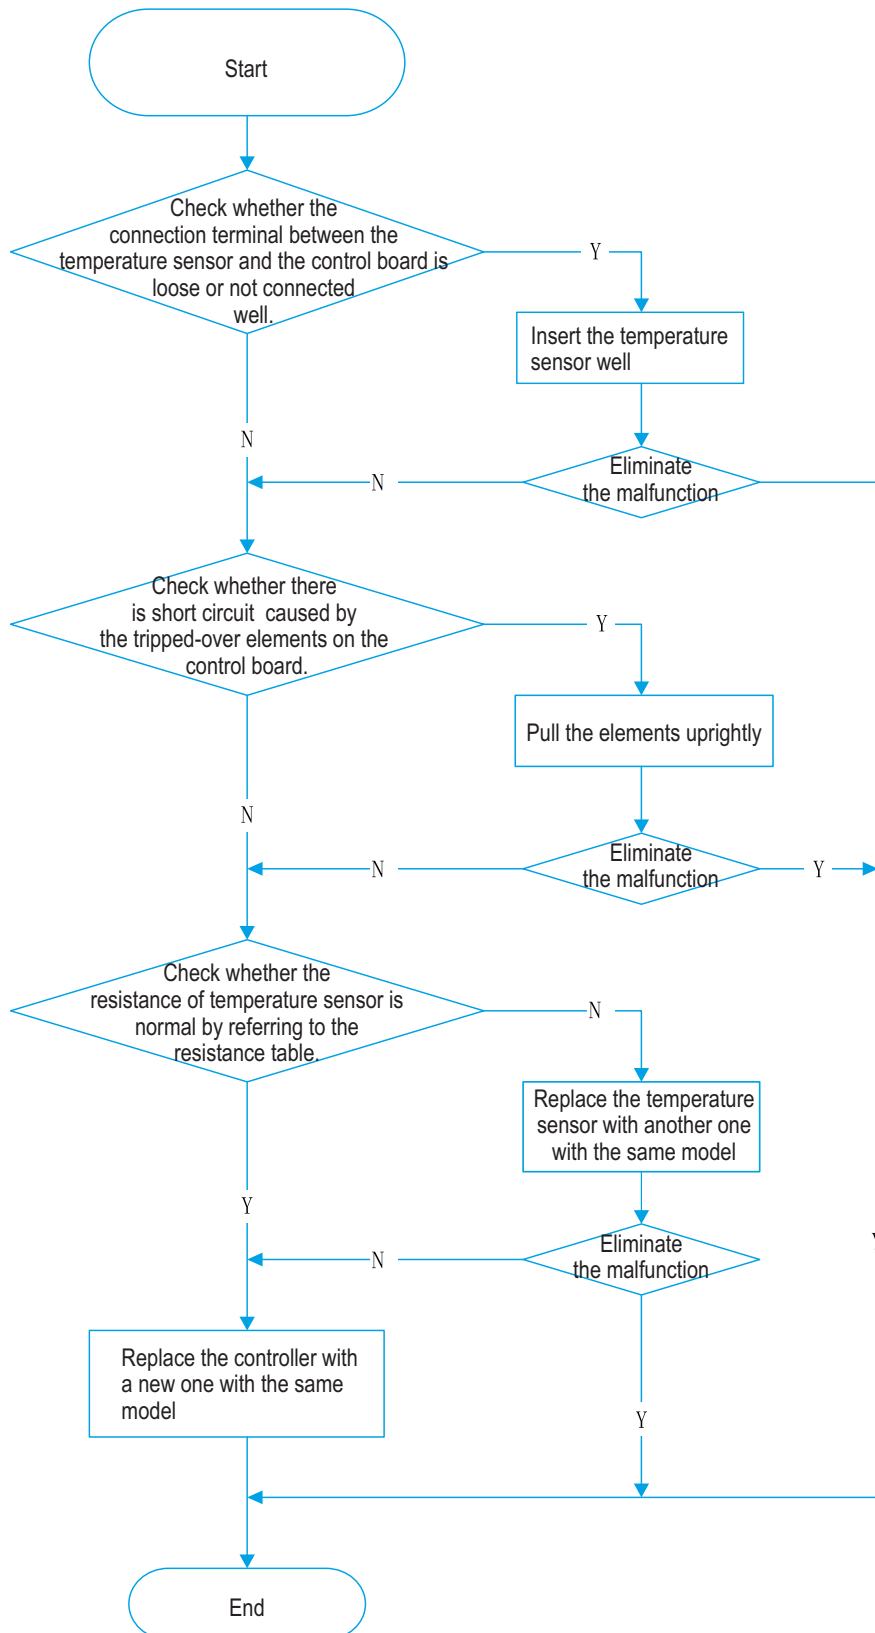 Start
Check whether the
connection terminal between the
temperature sensor and the control board is
loose or not connected
well.
Y
Insert the temperature
sensor well
N
Eliminate
the malfunction
N
Check whether there
is short circuit caused by
the tripped-over elements on the
control board.
Y
Pull the elements uprightly
N
Eliminate
the malfunction
N
Y
Check whether the
resistance of temperature sensor is
normal by referring to the
resistance table.
N
Replace the temperature
sensor with another one
with the same model
Y
Eliminate
the malfunction
N
Y
Replace the controller with
a new one with the same
model
Y
End